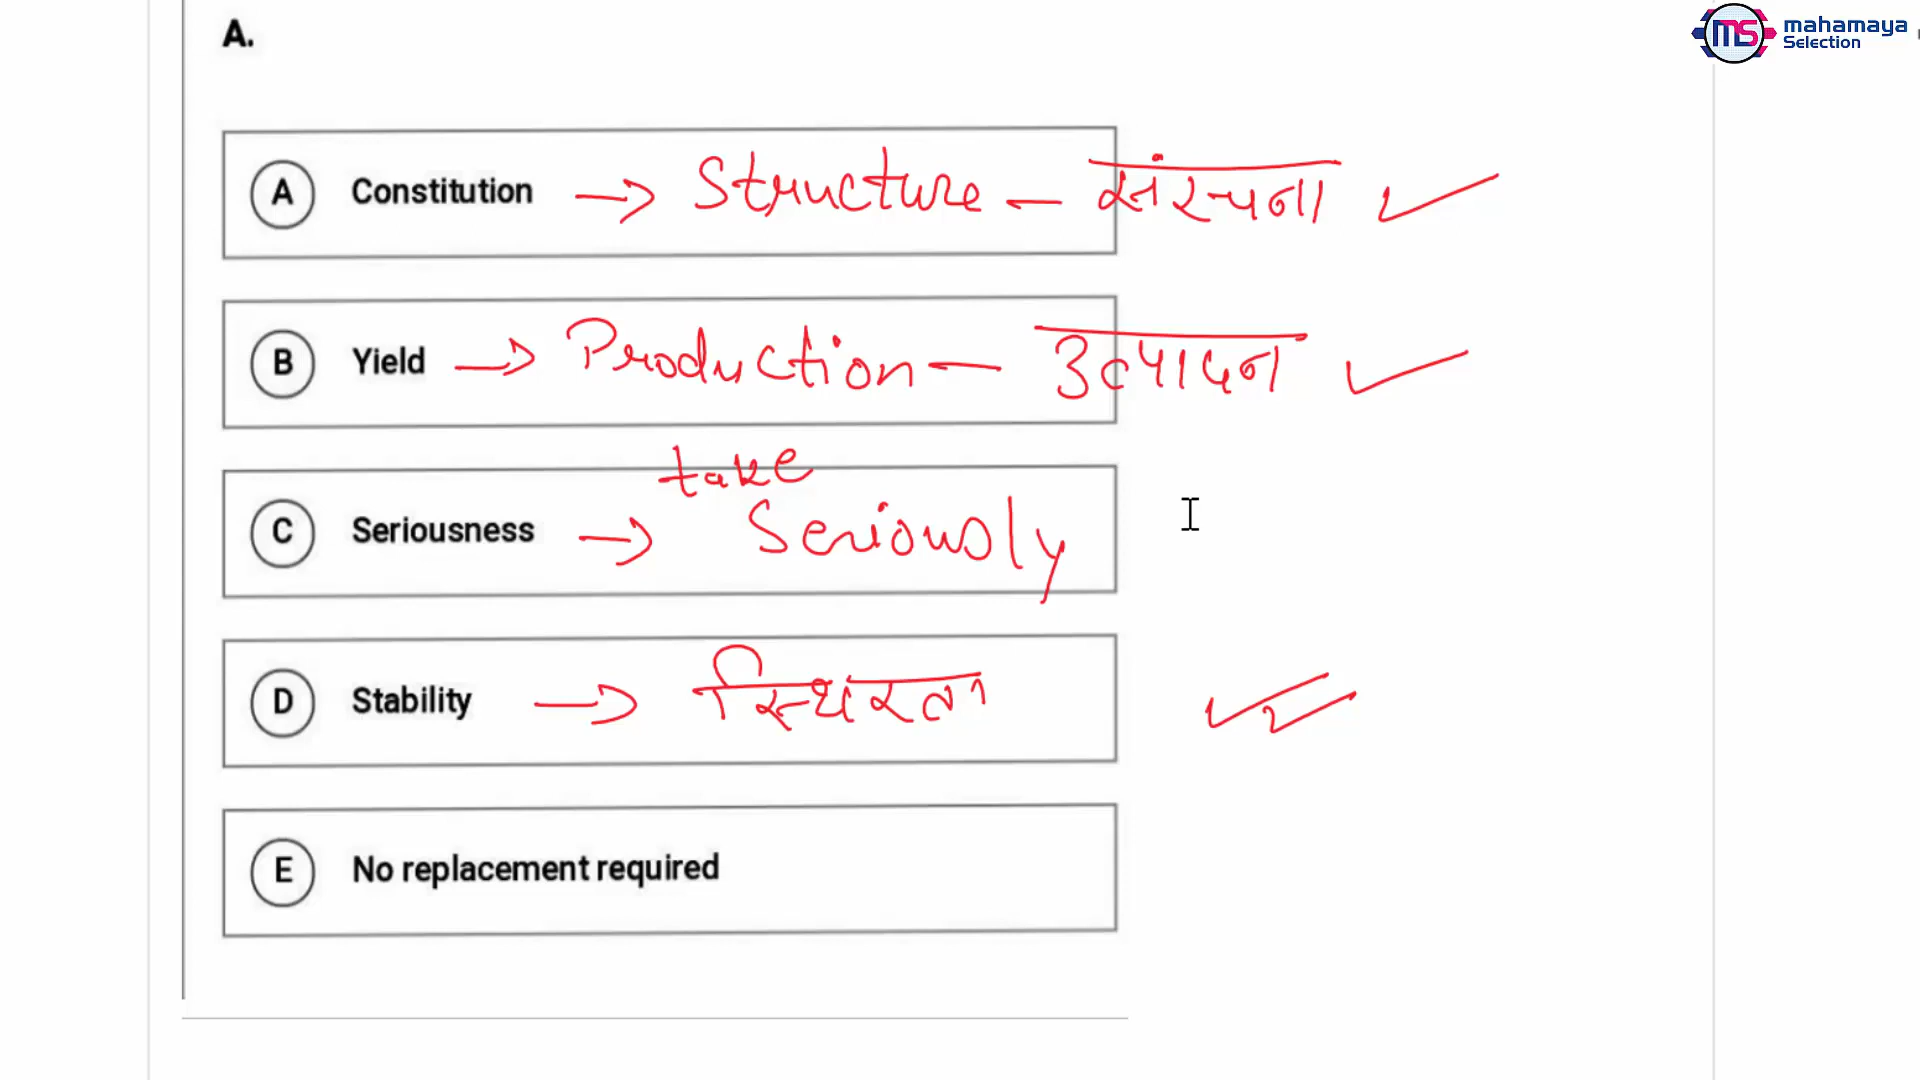 mahamaya
Selection
A.
A Constitution → Structure – संरचना ✓
B Yield → Production – उत्पादन ✓
take
C Seriousness → Seriously
D Stability → स्थिरता ✓✓
E No replacement required